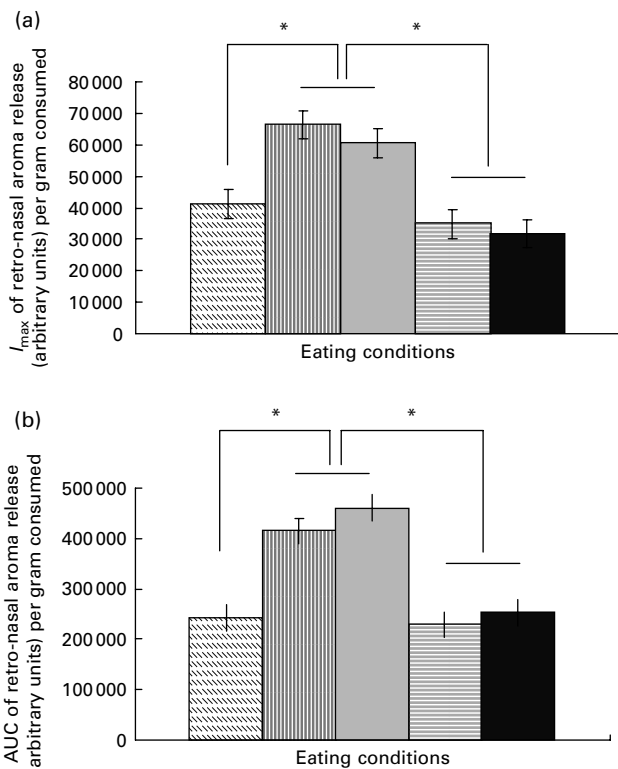 (a)
* *
80 000
70 000
60 000
50 000
40 000
30 000
20 000
10 000
0
Imax of retro-nasal aroma release
(arbitrary units) per gram consumed
Eating conditions
(b)
* *
500 000
400 000
300 000
200 000
100 000
0
AUC of retro-nasal aroma release
arbitrary units) per gram consumed
Eating conditions